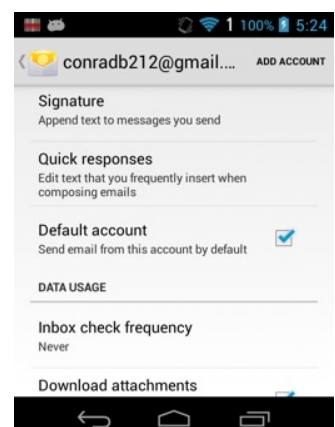 1 100% 5:24
conradb212@gmail.... ADD ACCOUNT
Signature
Append text to messages you send
Quick responses
Edit text that you frequently insert when
composing emails
Default account
Send email from this account by default
DATA USAGE
Inbox check frequency
Never
Download attachments